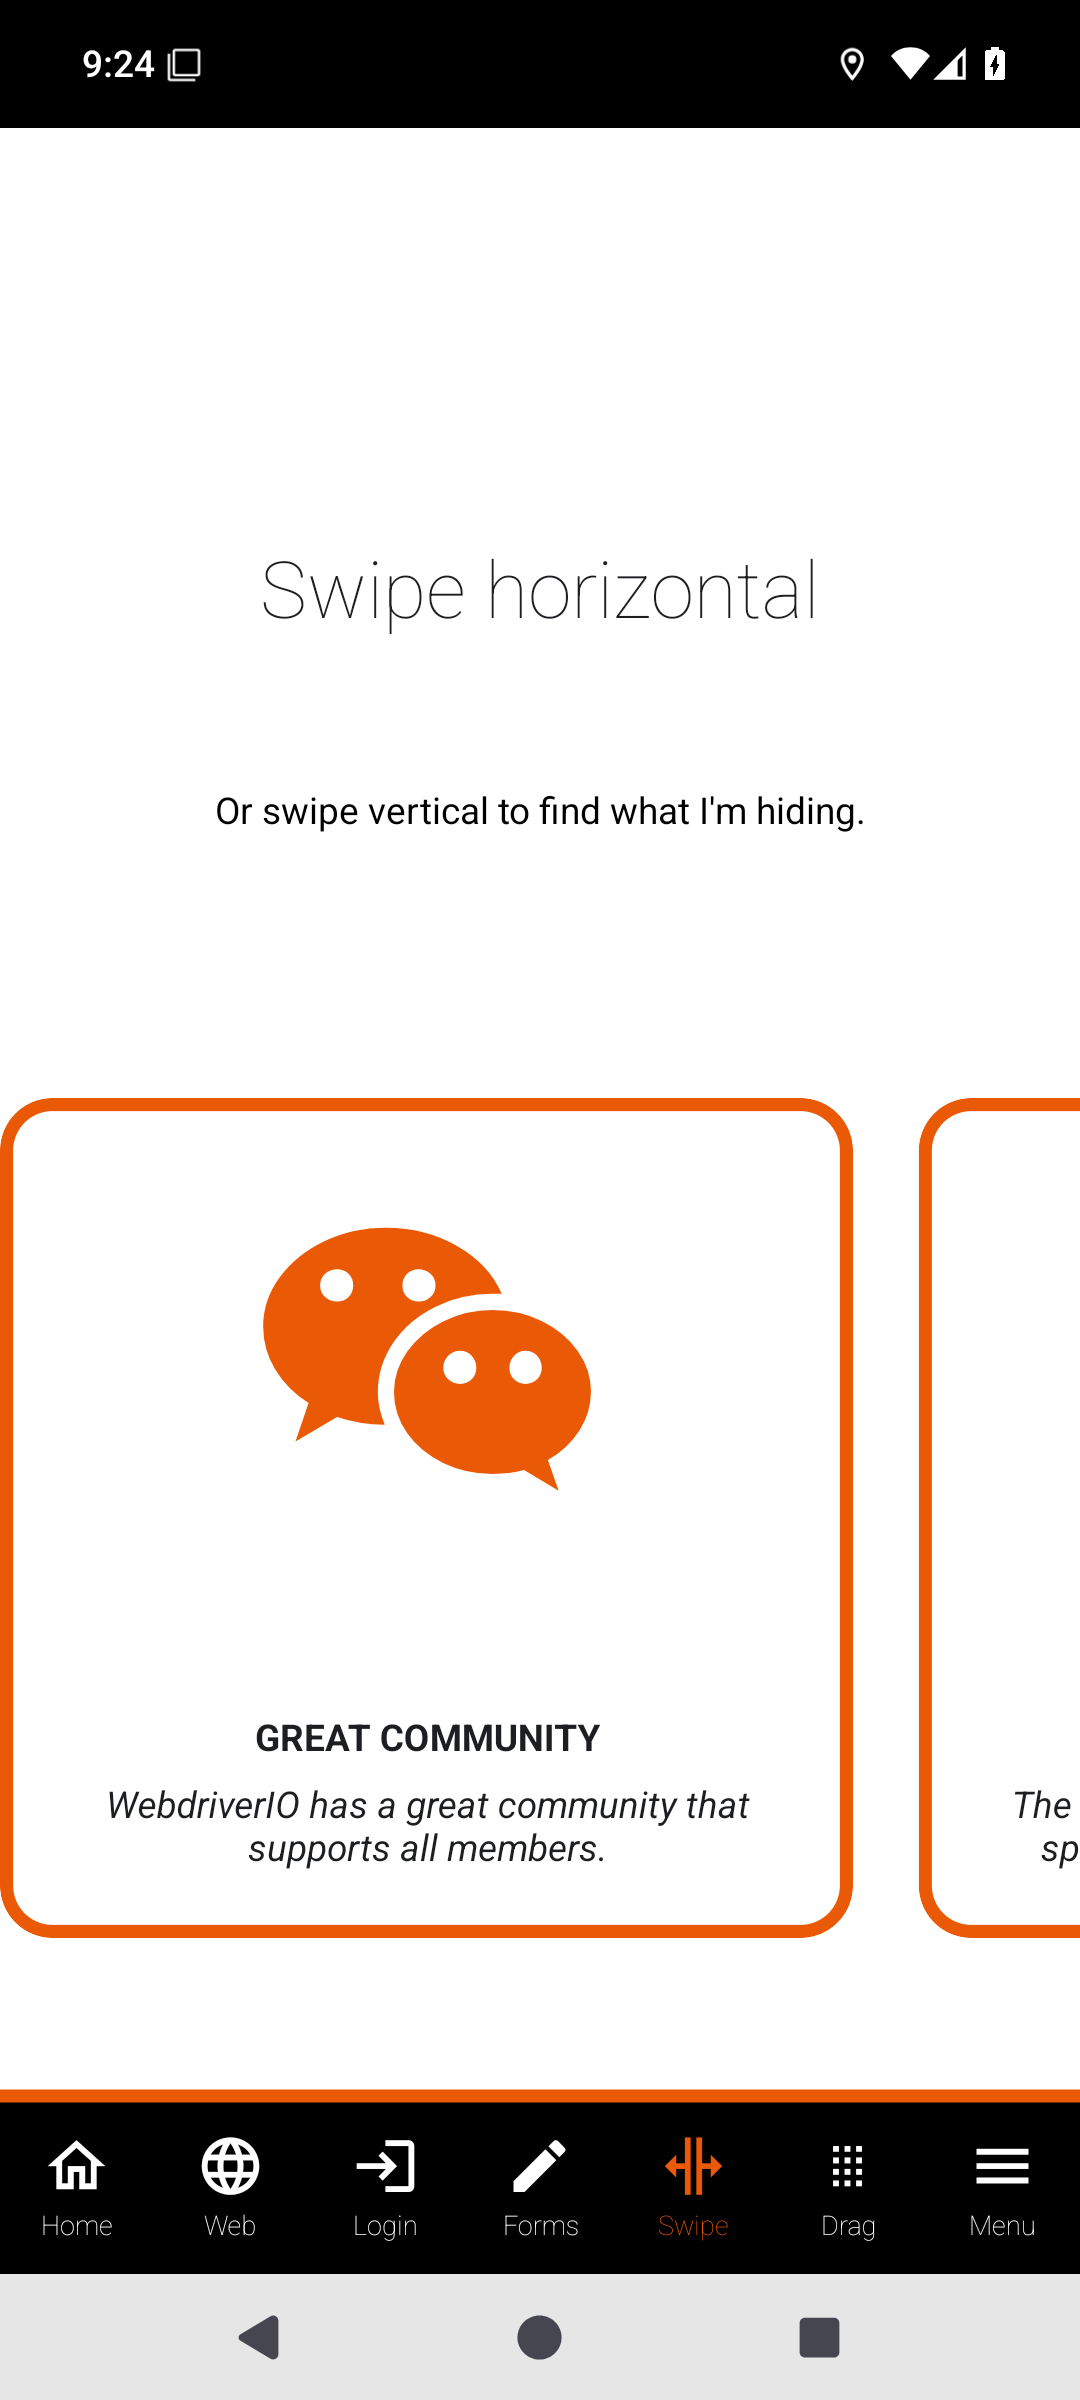 9:24
Swipe horizontal
Or swipe vertical to find what I'm hiding.
GREAT COMMUNITY
WebdriverIO has a great community that
supports all members.
The
sp
Home
Web
Login
Forms
Swipe
Drag
Menu